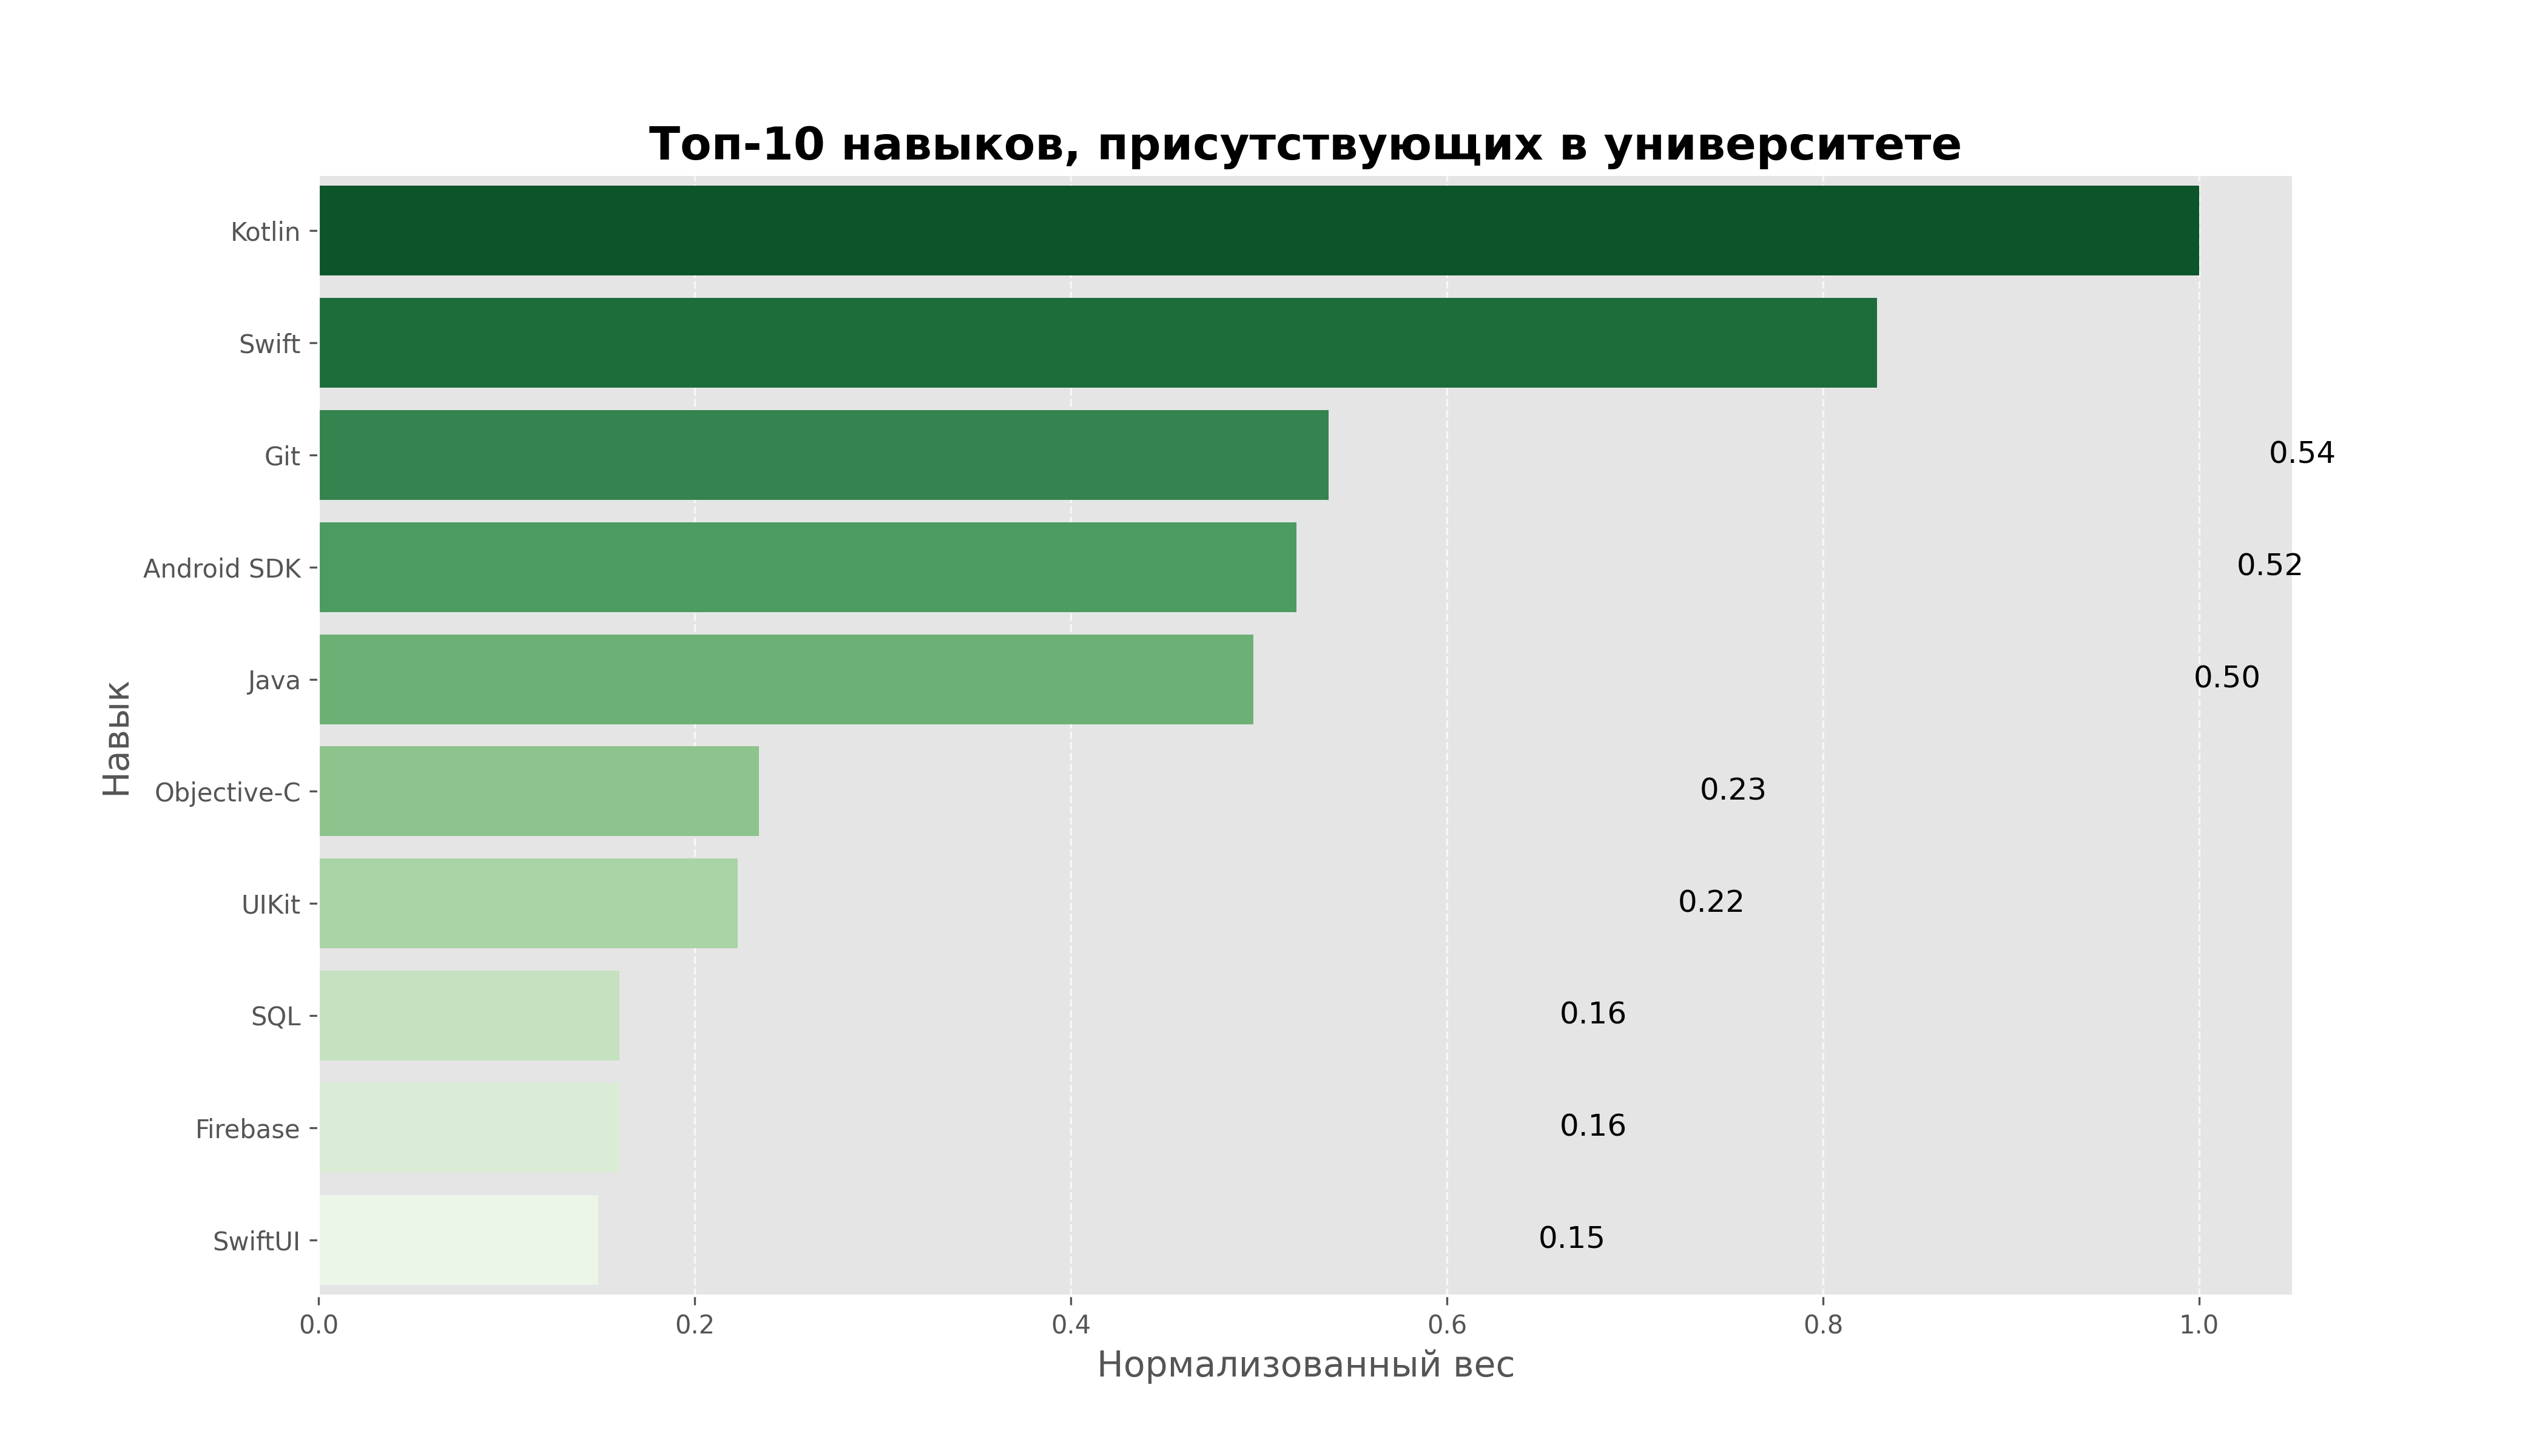 Топ-10 навыков, присутствующих в университете
Kotlin
Swift
Git
0.54
Android SDK
0.52
Java
0.50
Навык
Objective-C
0.23
UIKit
0.22
SQL
0.16
Firebase
0.16
SwiftUI
0.15
0.0 0.2 0.4 0.6 0.8 1.0
Нормализованный вес